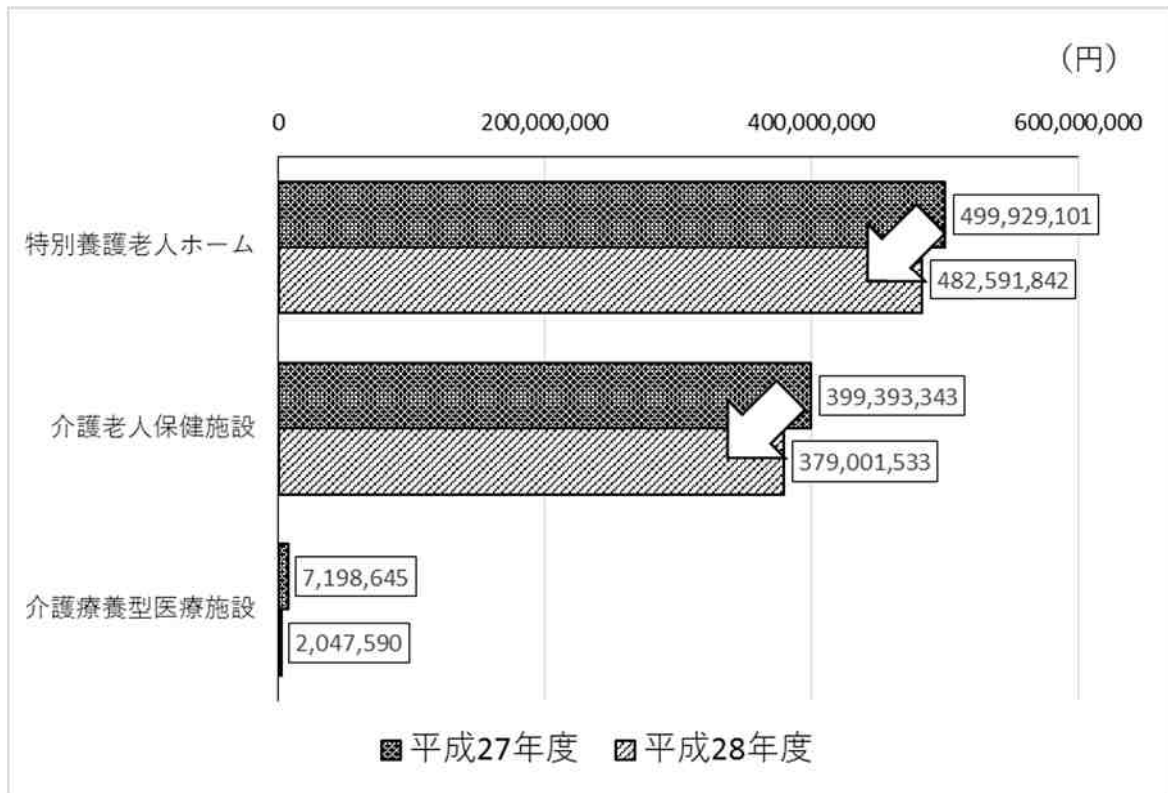 （円）
0 200,000,000 400,000,000 600,000,000
特別養護老人ホーム
499,929,101
482,591,842
介護老人保健施設
399,393,343
379,001,533
介護療養型医療施設
7,198,645
2,047,590
平成27年度 平成28年度